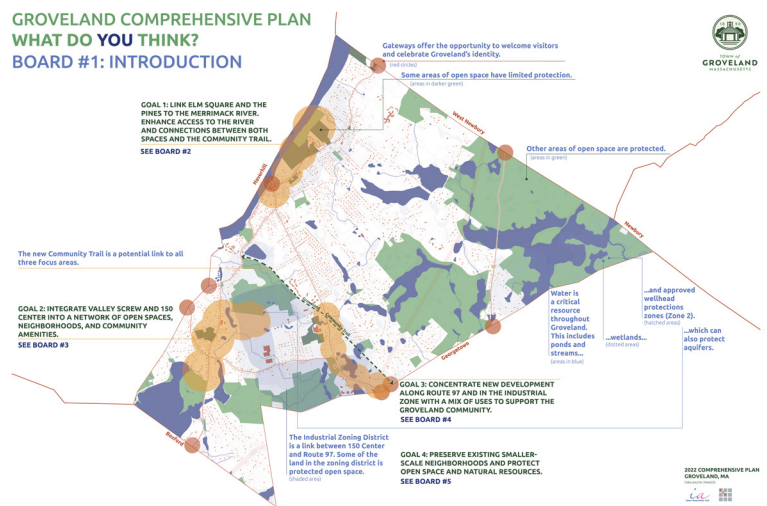 GROVELAND COMPREHENSIVE PLAN
WHAT DO YOU THINK?
BOARD #1: INTRODUCTION
TOWN of
GROVELAND
MASSACHUSETTS
Gateways offer the opportunity to welcome visitors
and celebrate Groveland's identity.
(red circles)
Some areas of open space have limited protection.
(areas in darker green)
GOAL 1: LINK ELM SQUARE AND THE
PINES TO THE MERRIMACK RIVER.
ENHANCE ACCESS TO THE RIVER
AND CONNECTIONS BETWEEN BOTH
SPACES AND THE COMMUNITY TRAIL.
SEE BOARD #2
West Newbury
Other areas of open space are protected.
(areas in green)
Haverhill
Newbury
The new Community Trail is a potential link to all
three focus areas.
GOAL 2: INTEGRATE VALLEY SCREW AND 150
CENTER INTO A NETWORK OF OPEN SPACES,
NEIGHBORHOODS, AND COMMUNITY
AMENITIES.
SEE BOARD #3
Water is
a critical
resource
throughout
Groveland.
This includes
ponds and
streams...
(areas in blue)
...wetlands...
(dotted areas)
...and approved
wellhead
protections
zones (Zone 2).
(hatched areas)
...which can
also protect
aquifers.
Georgetown
GOAL 3: CONCENTRATE NEW DEVELOPMENT
ALONG ROUTE 97 AND IN THE INDUSTRIAL
ZONE WITH A MIX OF USES TO SUPPORT THE
GROVELAND COMMUNITY.
SEE BOARD #4
Boxford
The Industrial Zoning District
is a link between 150 Center
and Route 97. Some of the
land in the zoning district is
protected open space.
(shaded area)
GOAL 4: PRESERVE EXISTING SMALLER-
SCALE NEIGHBORHOODS AND PROTECT
OPEN SPACE AND NATURAL RESOURCES.
SEE BOARD #5
2022 COMPREHENSIVE PLAN
GROVELAND, MA